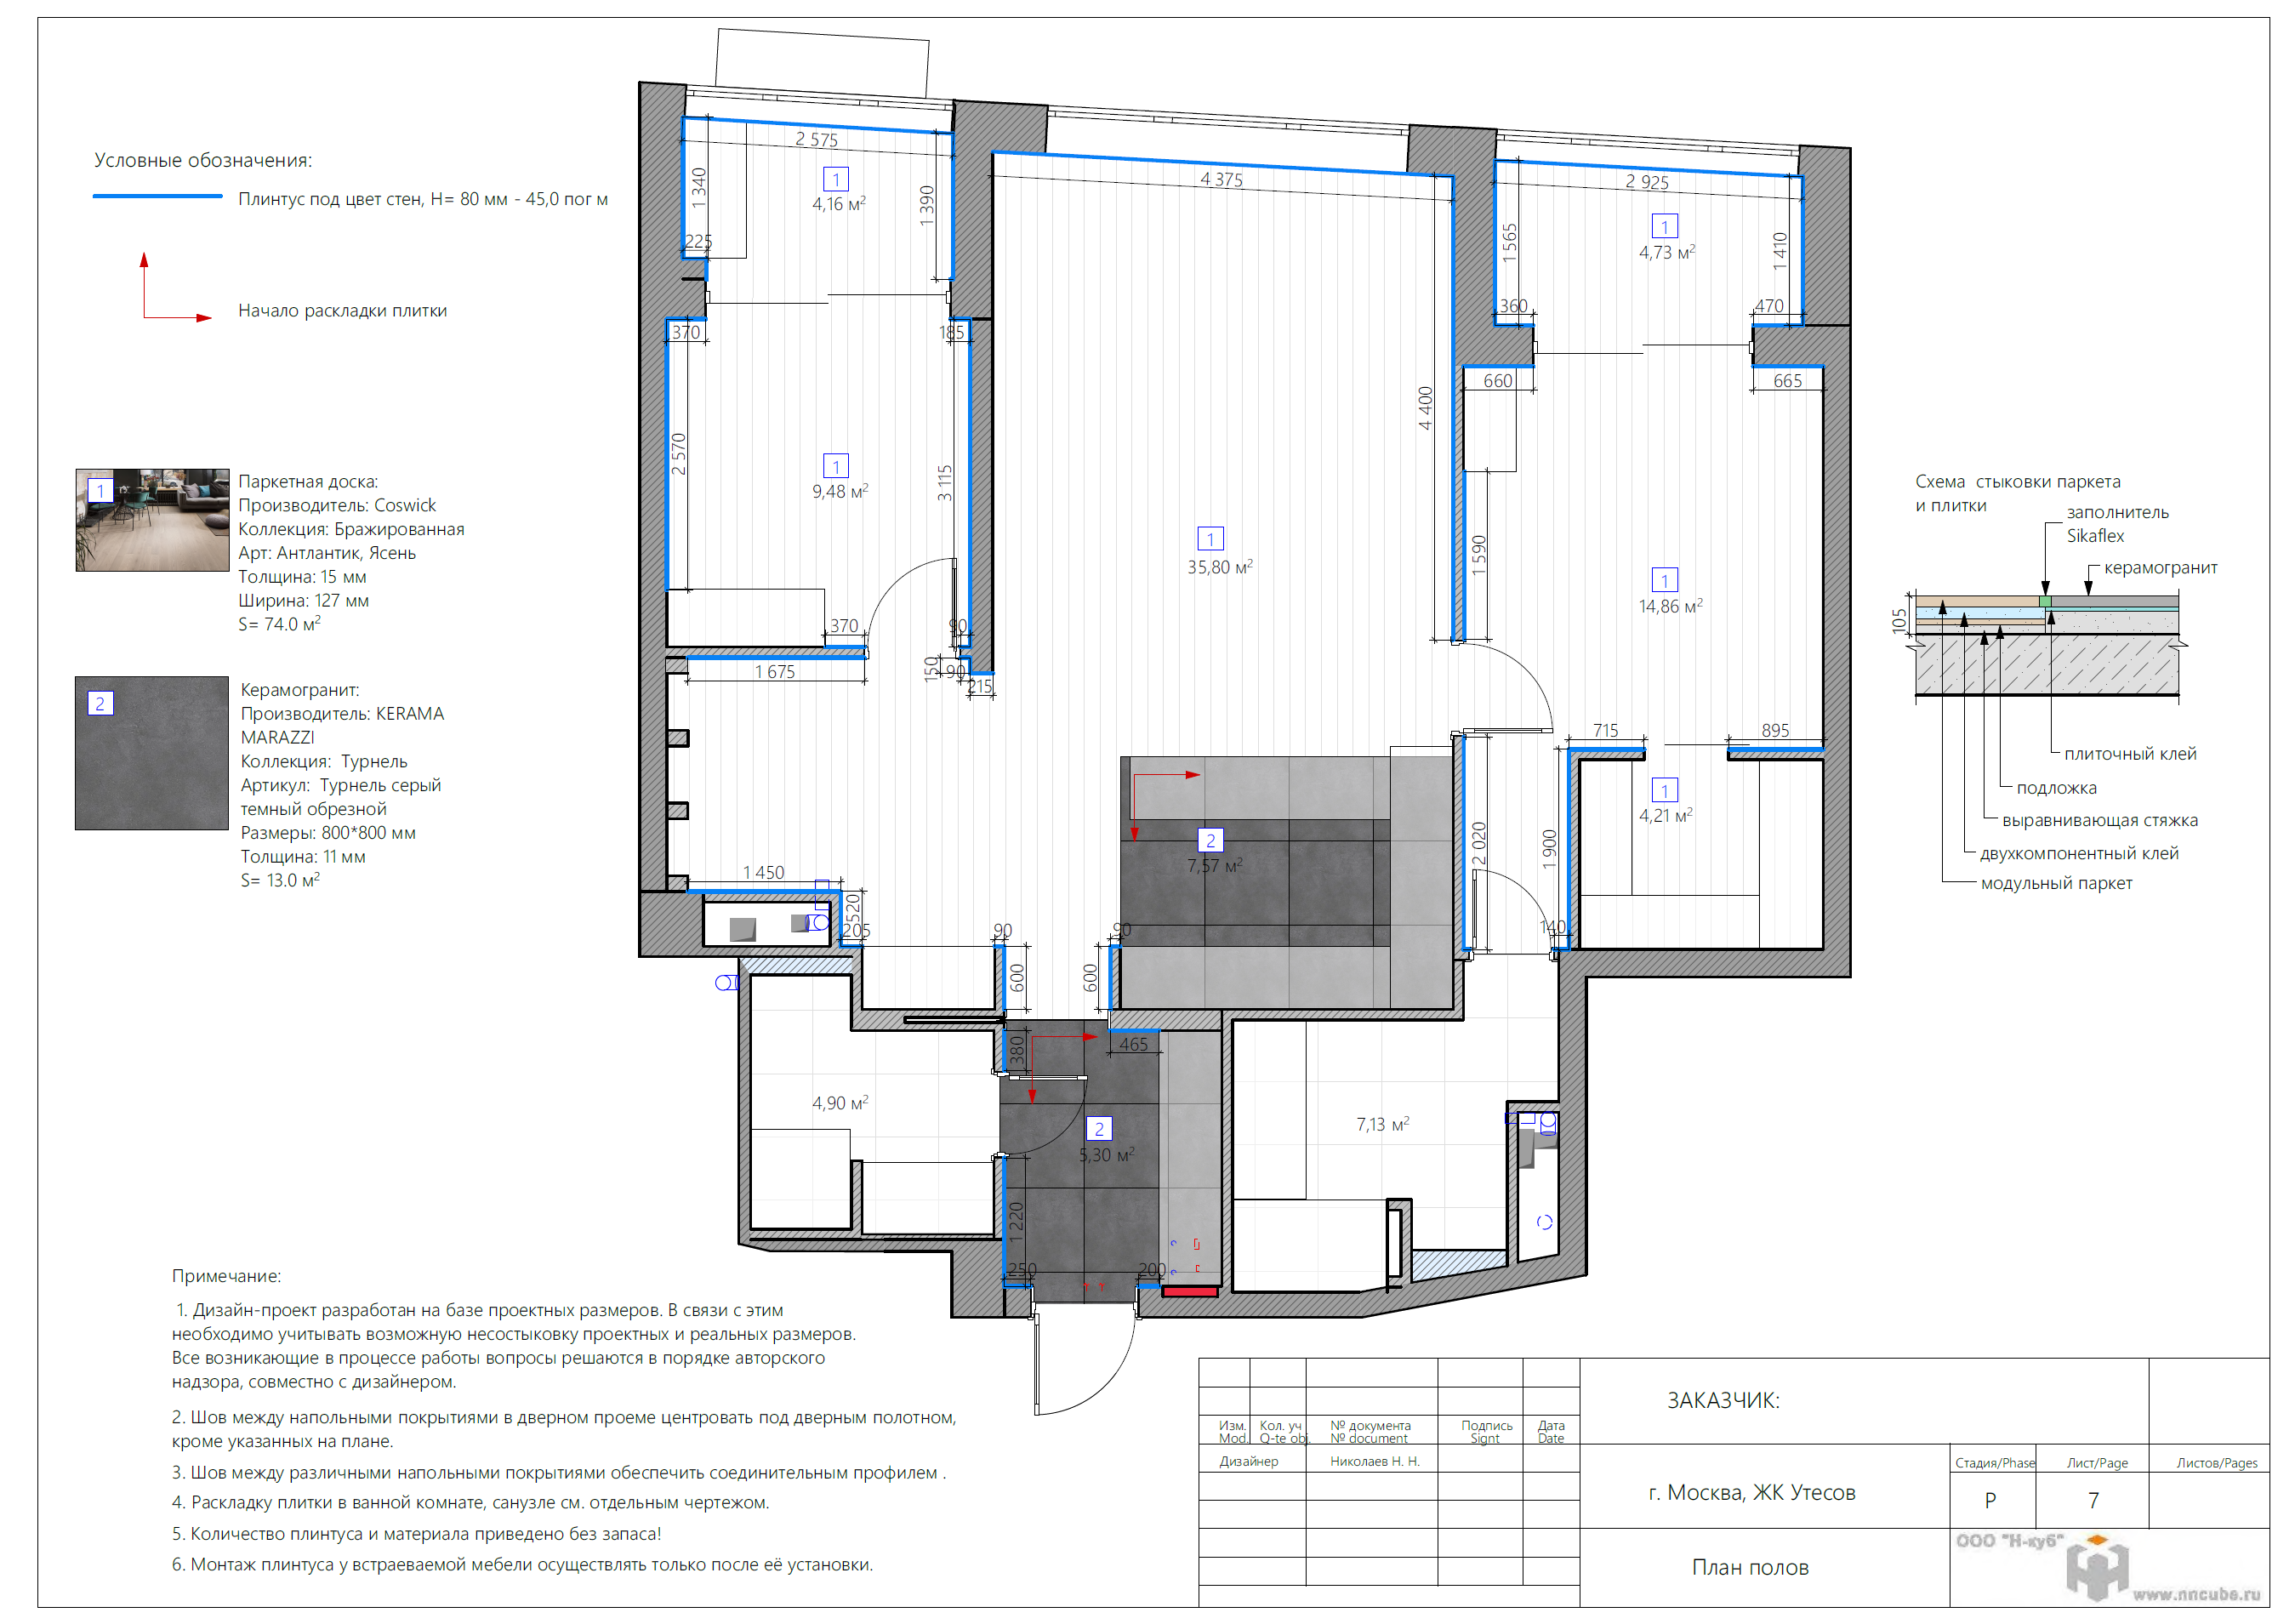 Условные обозначения:
Плинтус под цвет стен, H= 80 мм - 45,0 пог м
Начало раскладки плитки
1
Паркетная доска:
Производитель: Coswick
Коллекция: Бражированная
Арт: Антлантик, Ясень
Толщина: 15 мм
Ширина: 127 мм
S= 74.0 м²
2
Керамогранит:
Производитель: KERAMA
MARAZZI
Коллекция:  Турнель
Артикул:  Турнель серый
темный обрезной
Размеры: 800*800 мм
Толщина: 11 мм
S= 13.0 м²
2 575
1 340
1
4,16 м²
1 390
225
370
185
2 570
1
9,48 м²
3 115
370
90
1 675
150
90
215
4 375
4 400
1
35,80 м²
2 925
1 565
1
4,73 м²
1 410
360
470
660
665
1 590
1
14,86 м²
715
895
1
4,21 м²
2 020
1 900
140
2
7,57 м²
1 450
520
205
90
90
600
600
380
465
4,90 м²
2
5,30 м²
1 220
250
200
7,13 м²
Схема  стыковки паркета
и плитки
заполнитель
Sikaflex
керамогранит
105
плиточный клей
подложка
выравнивающая стяжка
двухкомпонентный клей
модульный паркет
Примечание:
1. Дизайн-проект разработан на базе проектных размеров. В связи с этим
необходимо учитывать возможную несостыковку проектных и реальных размеров.
Все возникающие в процессе работы вопросы решаются в порядке авторского
надзора, совместно с дизайнером.
2. Шов между напольными покрытиями в дверном проеме центровать под дверным полотном,
кроме указанных на плане.
3. Шов между различными напольными покрытиями обеспечить соединительным профилем .
4. Раскладку плитки в ванной комнате, санузле см. отдельным чертежом.
5. Количество плинтуса и материала приведено без запаса!
6. Монтаж плинтуса у встраеваемой мебели осуществлять только после её установки.
Изм. Кол. уч № документа Подпись Дата
Mod. Q-te obj. № document Signt Date
Дизайнер Николаев Н. Н.
ЗАКАЗЧИК:
г. Москва, ЖК Утесов
Стадия/Phase Лист/Page Листов/Pages
Р 7
План полов
ООО "Н-куб"
www.nncube.ru